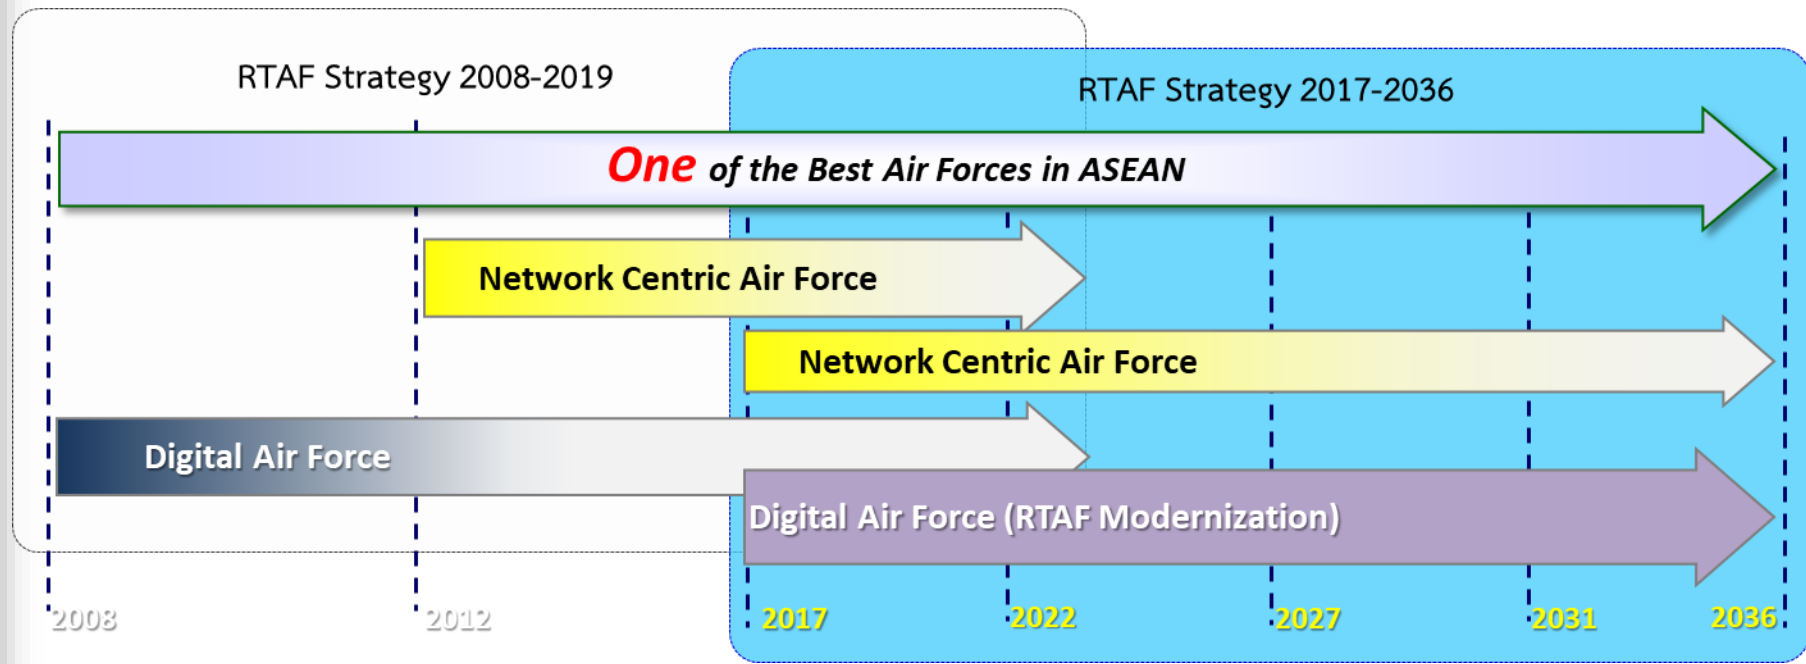 RTAF Strategy 2008-2019
RTAF Strategy 2017-2036
One of the Best Air Forces in ASEAN
Network Centric Air Force
Network Centric Air Force
Digital Air Force
Digital Air Force (RTAF Modernization)
2008 2012 2017 2022 2027 2031 2036